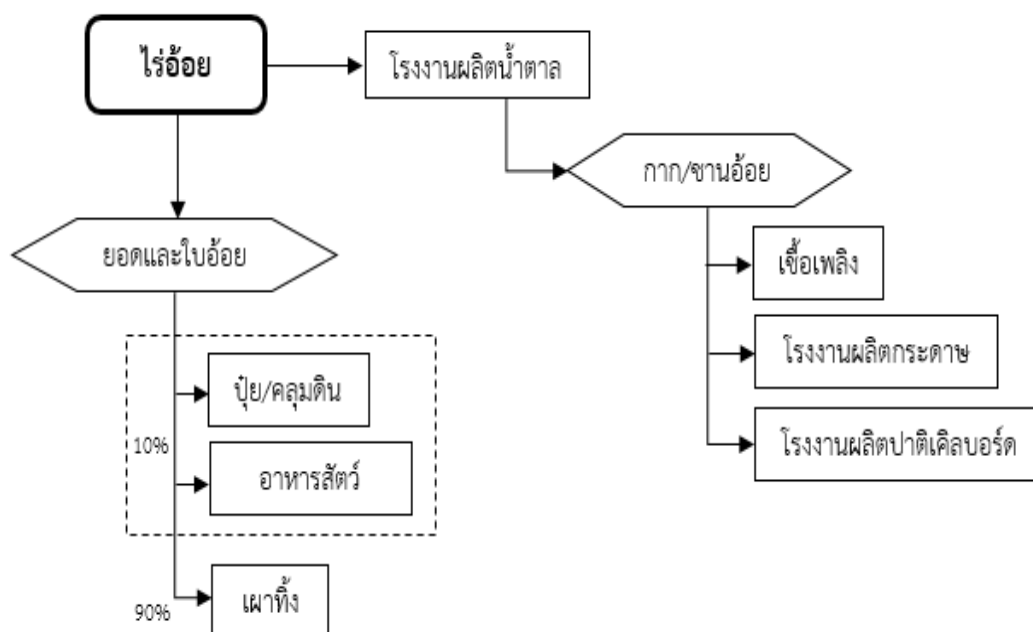 ไร่อ้อย
โรงงานผลิตน้ำตาล
กาก/ชานอ้อย
ยอดและใบอ้อย
เชื้อเพลิง
โรงงานผลิตกระดาษ
ปุ๋ย/คลุมดิน
10%
โรงงานผลิตปาติเคิลบอร์ด
อาหารสัตว์
90%
เผาทิ้ง